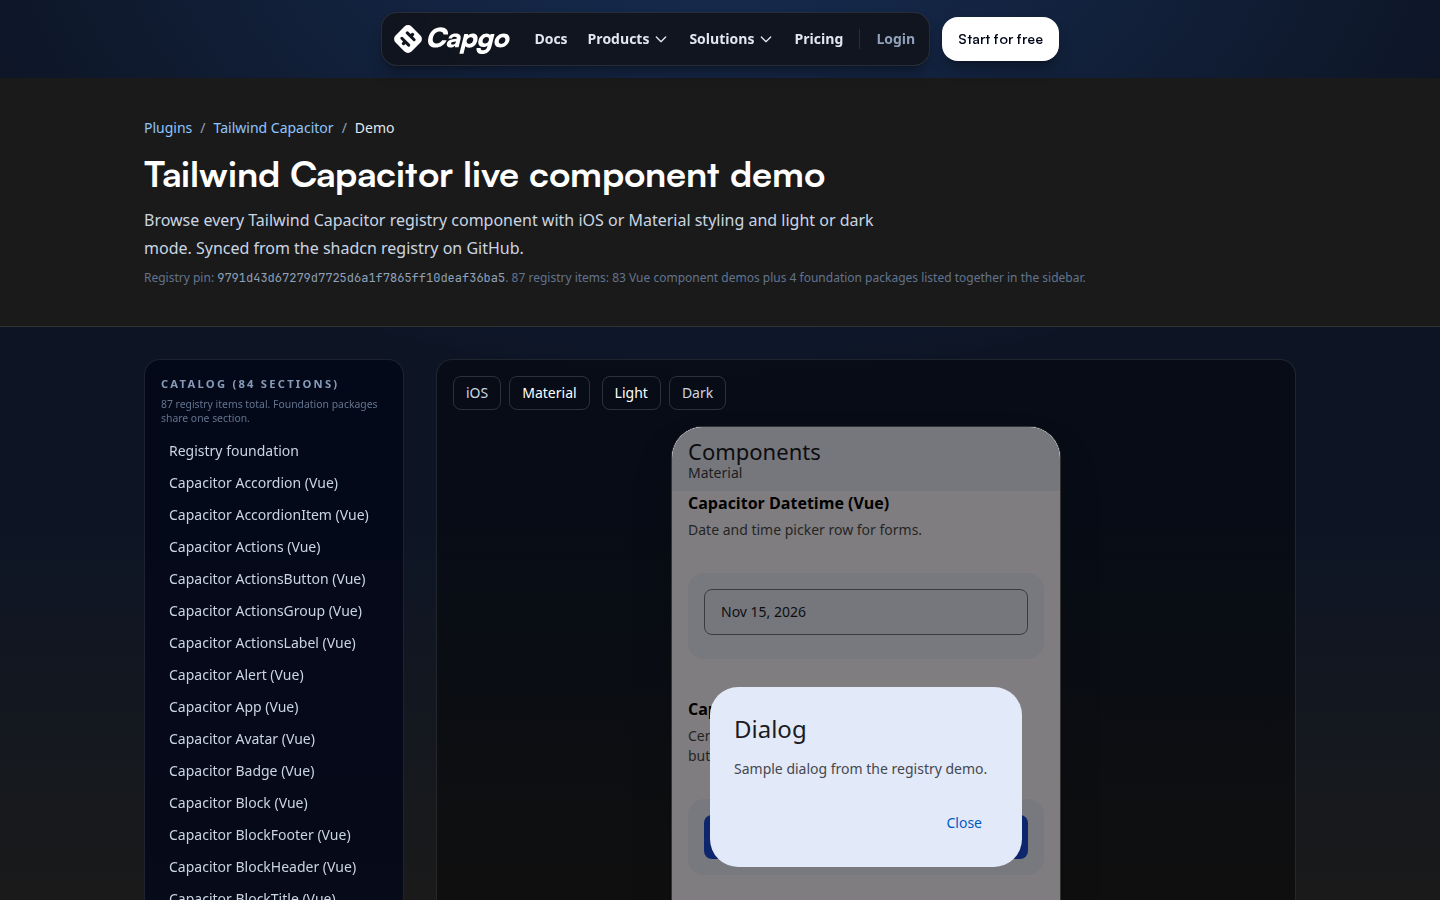 Capgo
Docs
Products
Solutions
Pricing
Login
Start for free
Plugins / Tailwind Capacitor / Demo
Tailwind Capacitor live component demo
Browse every Tailwind Capacitor registry component with iOS or Material styling and light or dark
mode. Synced from the shadcn registry on GitHub.
Registry pin: 9791d43d67279d7725d6a1f7865ff10deaf36ba5. 87 registry items: 83 Vue component demos plus 4 foundation packages listed together in the sidebar.
CATALOG (84 SECTIONS)
87 registry items total. Foundation packages
share one section.
Registry foundation
Capacitor Accordion (Vue)
Capacitor AccordionItem (Vue)
Capacitor Actions (Vue)
Capacitor ActionsButton (Vue)
Capacitor ActionsGroup (Vue)
Capacitor ActionsLabel (Vue)
Capacitor Alert (Vue)
Capacitor App (Vue)
Capacitor Avatar (Vue)
Capacitor Badge (Vue)
Capacitor Block (Vue)
Capacitor BlockFooter (Vue)
Capacitor BlockHeader (Vue)
Capacitor BlockTitle (Vue)
iOS
Material
Light
Dark
Components
Material
Capacitor Datetime (Vue)
Date and time picker row for forms.
Nov 15, 2026
Dialog
Sample dialog from the registry demo.
Close